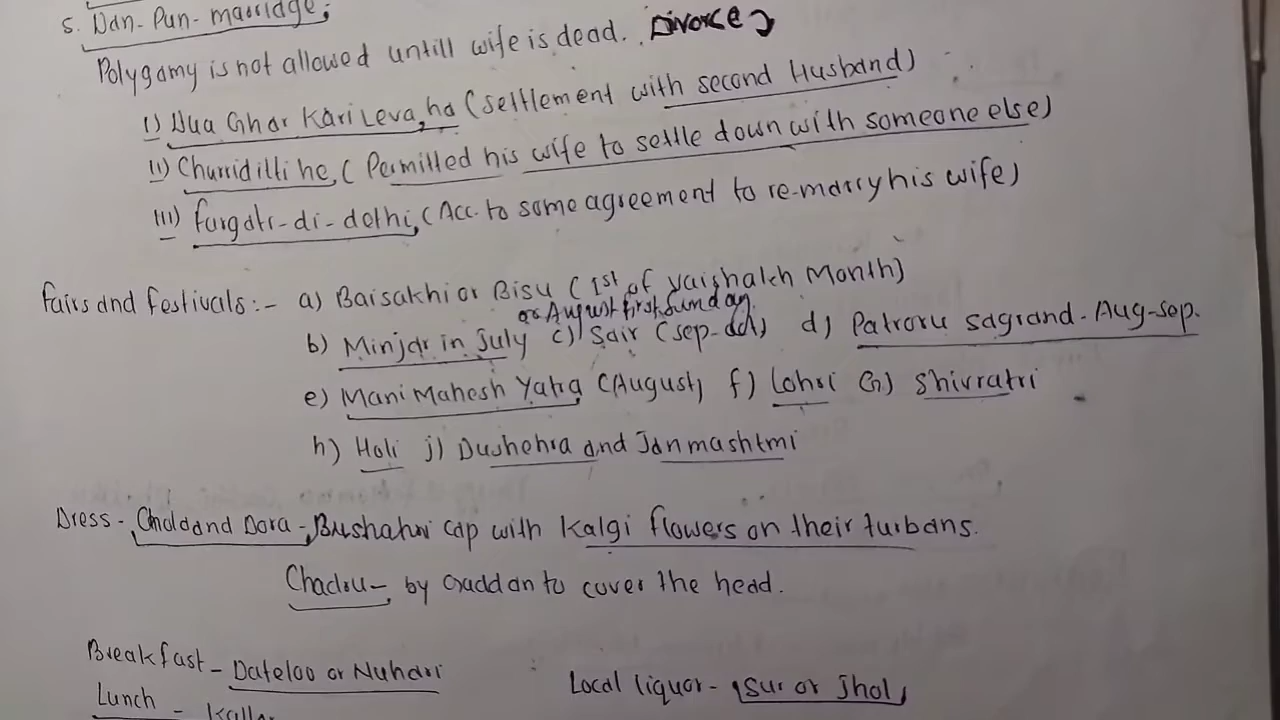 5. Dan-Pun-marridge;
Polygamy is not allowed untill wife is dead. Divorce
i) Dua Ghar Kari Leva,ha (settlement with second Husband)
ii) Churridilli he, (Permitted his wife to settle down with someone else)
iii) Fargati-di-dethi, (Acc. to some agreement to re-marry his wife)
Fairs and festivals:- a) Baisakhi or Bisu (1st of vaishakh Month)
or August first sunday.
b) Minjar in July c) Sair (sep-oct) d) Patroru sagrand-Aug-sep.
e) Mani Mahesh Yatra (August) f) Lohri G) Shivratri
h) Holi j) Dushehra and Janmashtmi
Dress - Chola and Dora -, Bushahri cap with Kalgi flowers on their turbans.
Chadru-, by Gaddan to cover the head.
Breakfast - Dateloo or Nuhari
Local liquor - Sur or Jhol
Lunch -